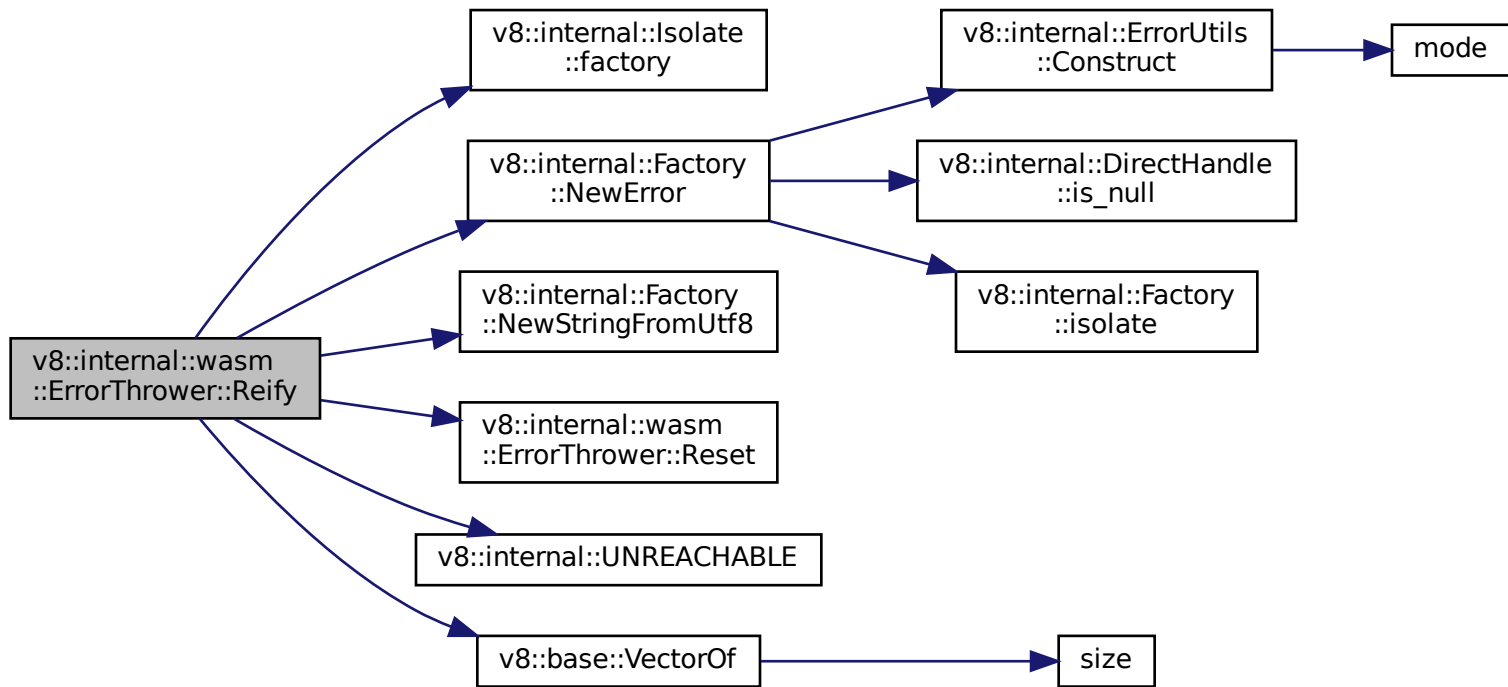 v8::internal::wasm
::ErrorThrower::Reify
v8::internal::Isolate
::factory
v8::internal::Factory
::NewError
v8::internal::Factory
::NewStringFromUtf8
v8::internal::wasm
::ErrorThrower::Reset
v8::internal::UNREACHABLE
v8::base::VectorOf
v8::internal::ErrorUtils
::Construct
v8::internal::DirectHandle
::is_null
v8::internal::Factory
::isolate
size
mode